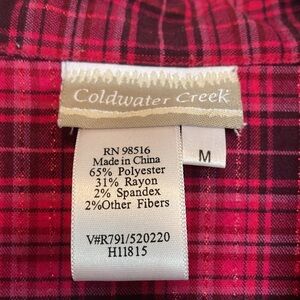 Coldwater Creek
RN 98516
Made in China
65% Polyester
31% Rayon
2% Spandex
2%Other Fibers
V#R791/520220
H11815
M